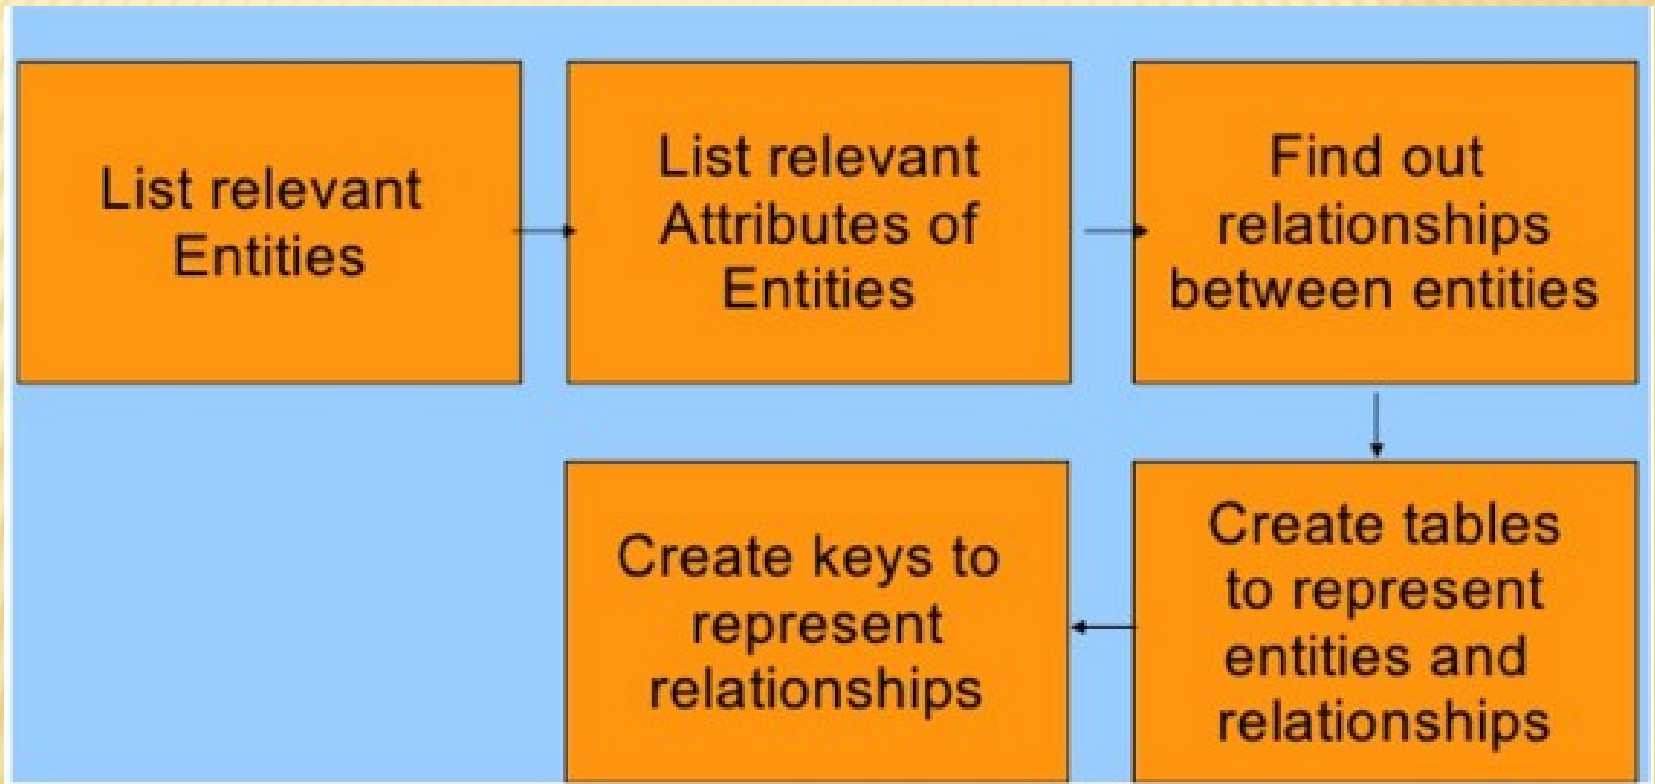 List relevant
Entities
List relevant
Attributes of
Entities
Find out
relationships
between entities
Create tables
to represent
entities and
relationships
Create keys to
represent
relationships